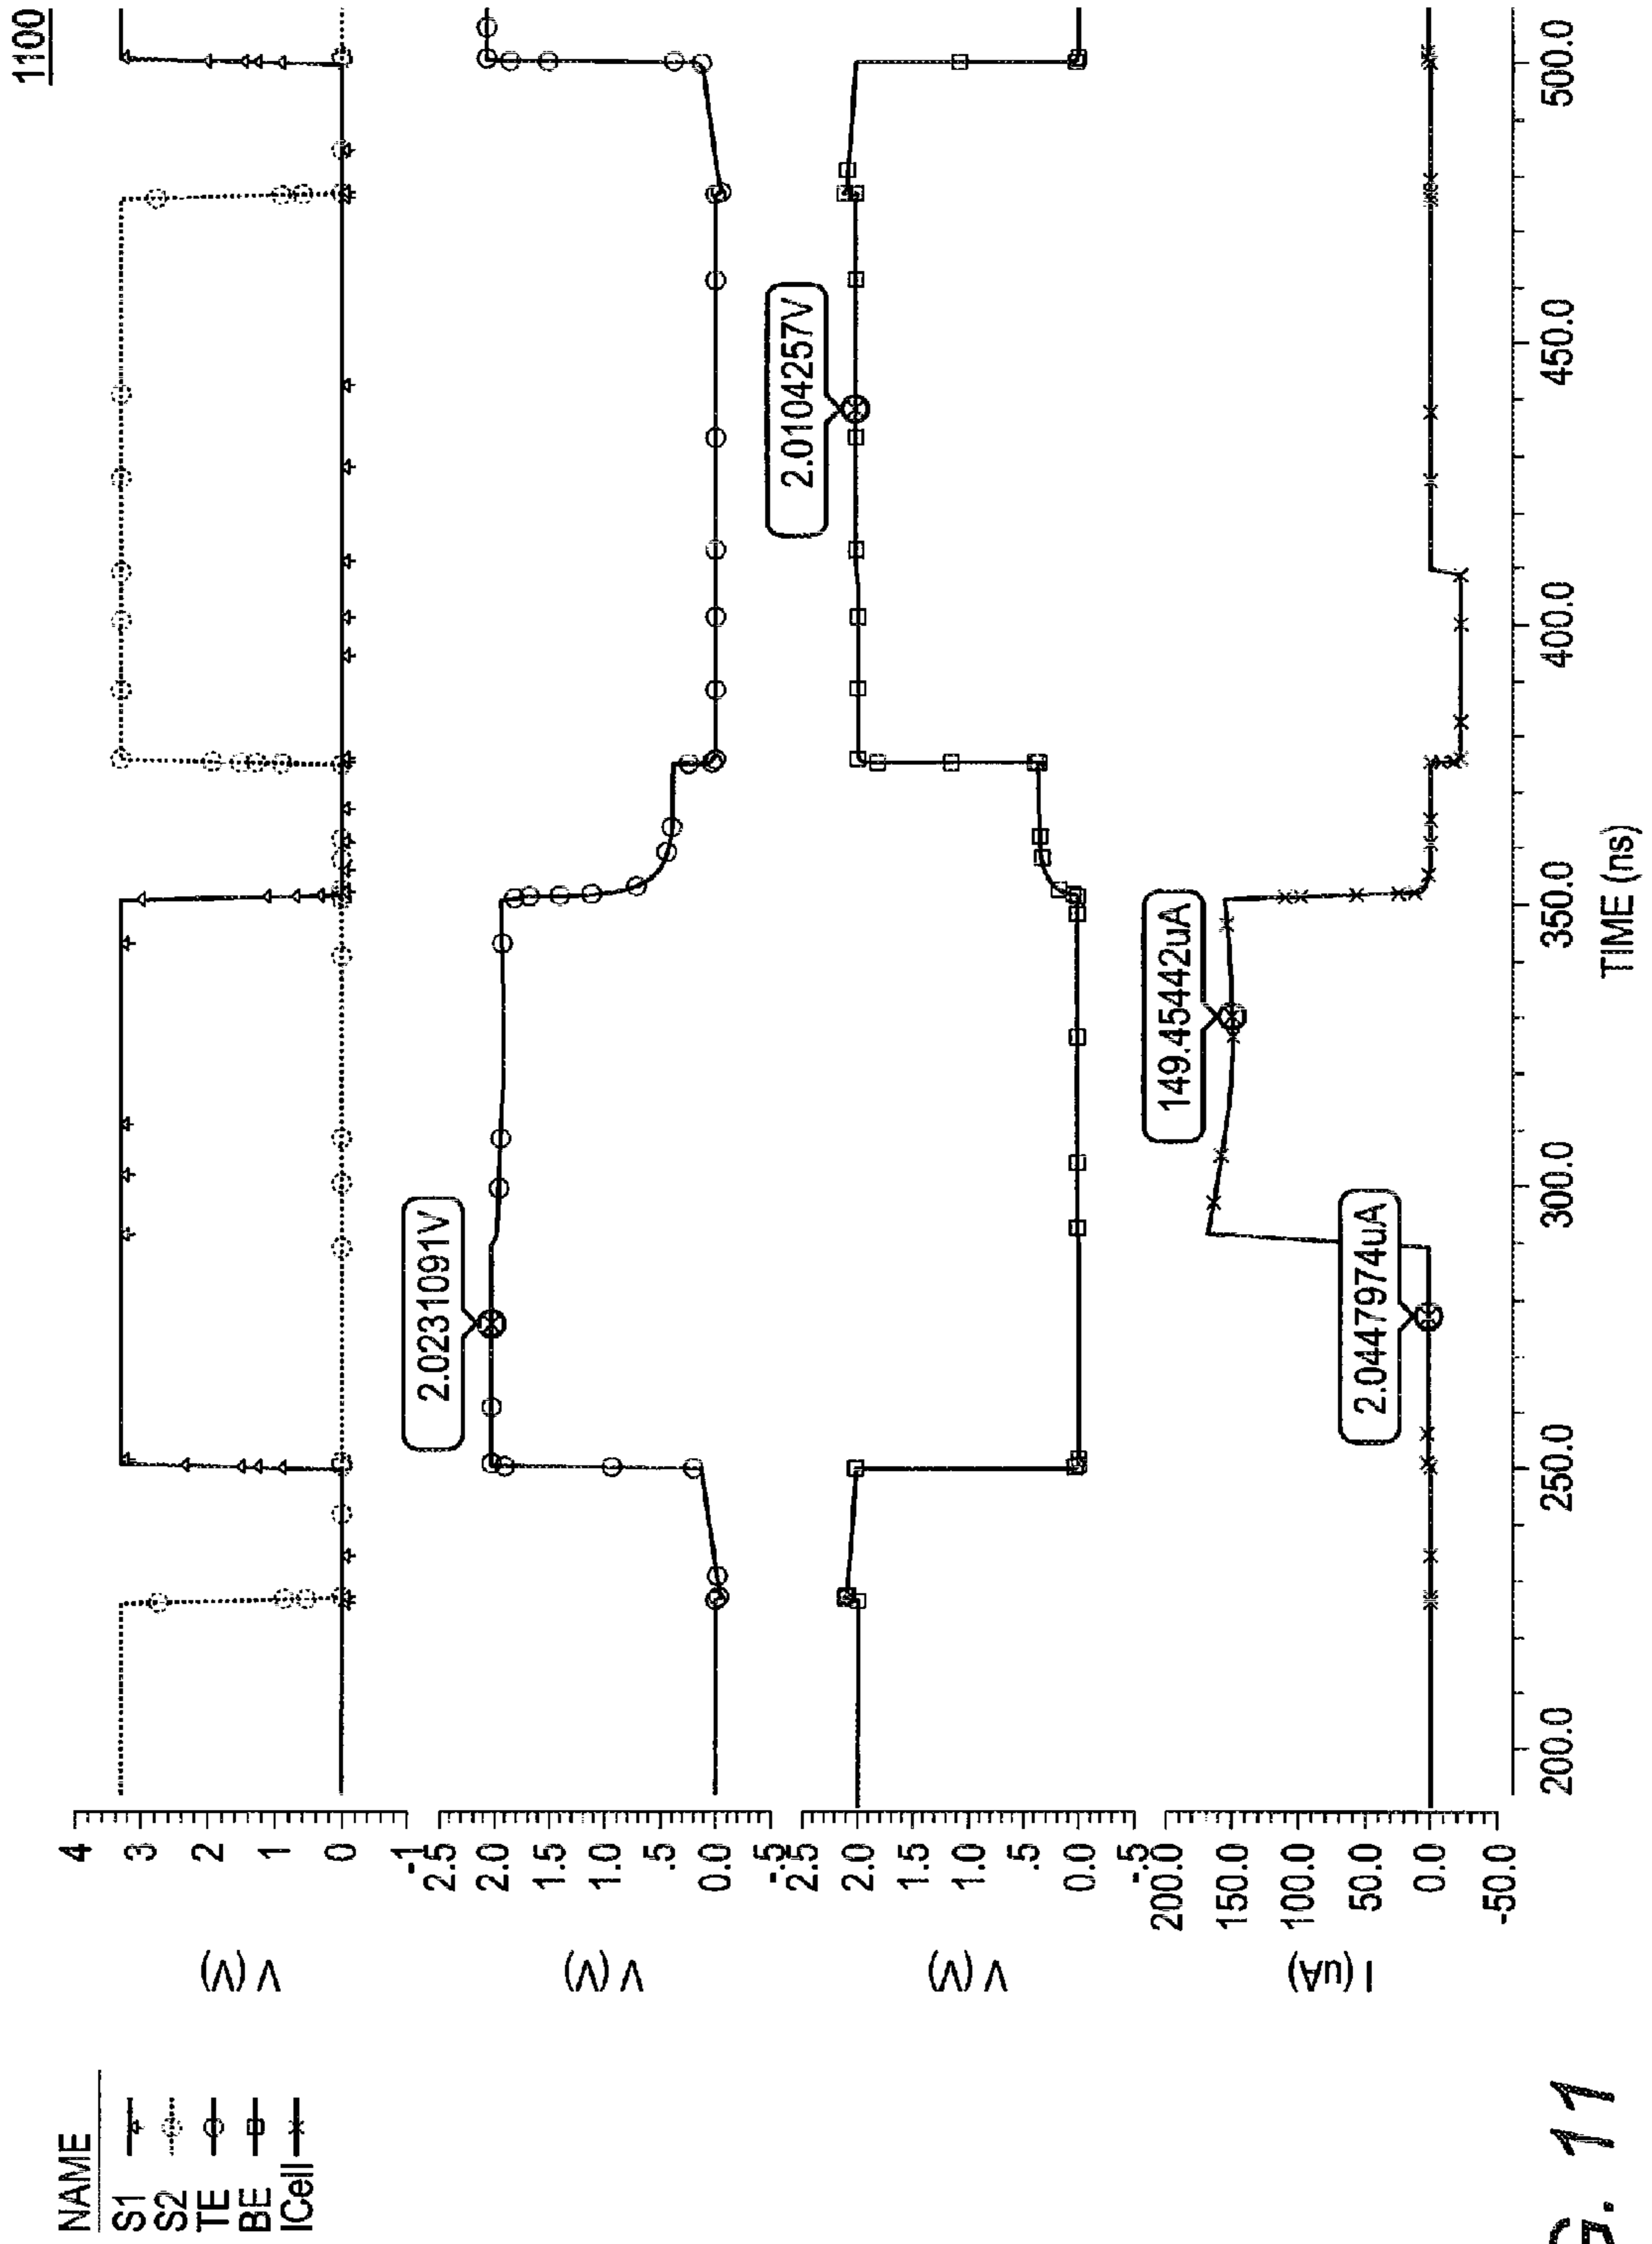 1100
NAME
S1
S2
TE
BE
ICell
V (V)
4
3
2
1
0
-1
V (V)
2.5
2.0
1.5
1.0
.5
0.0
-.5
2.0231091V
V (V)
2.5
2.0
1.5
1.0
.5
0.0
-.5
2.0104257V
I (uA)
200.0
150.0
100.0
50.0
0.0
-50.0
2.0447974uA
149.45442uA
200.0 250.0 300.0 350.0 400.0 450.0 500.0
TIME (ns)
G. 11